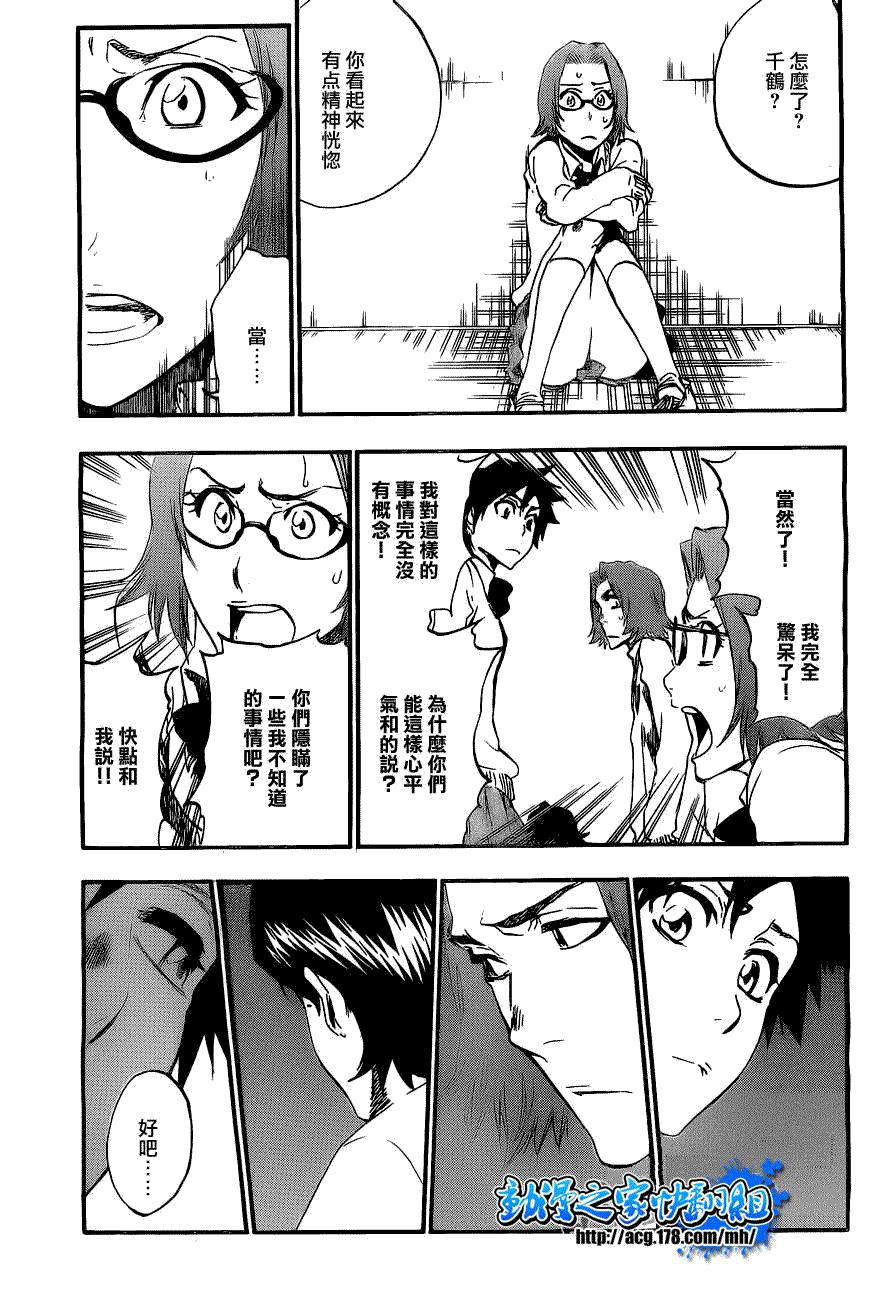 怎麼了?
千鶴?
你看起來
有点精神恍惚
當……
當然了!
我完全
驚呆了!
我對這樣的
事情完全沒
有概念!
為什麼你們
能這樣心平
氣和的說?
你們隱瞞了
一些我不知道
的事情吧?
快點和
我説!!
好吧……
動漫之家快翻組
http://acg.178.com/mh/